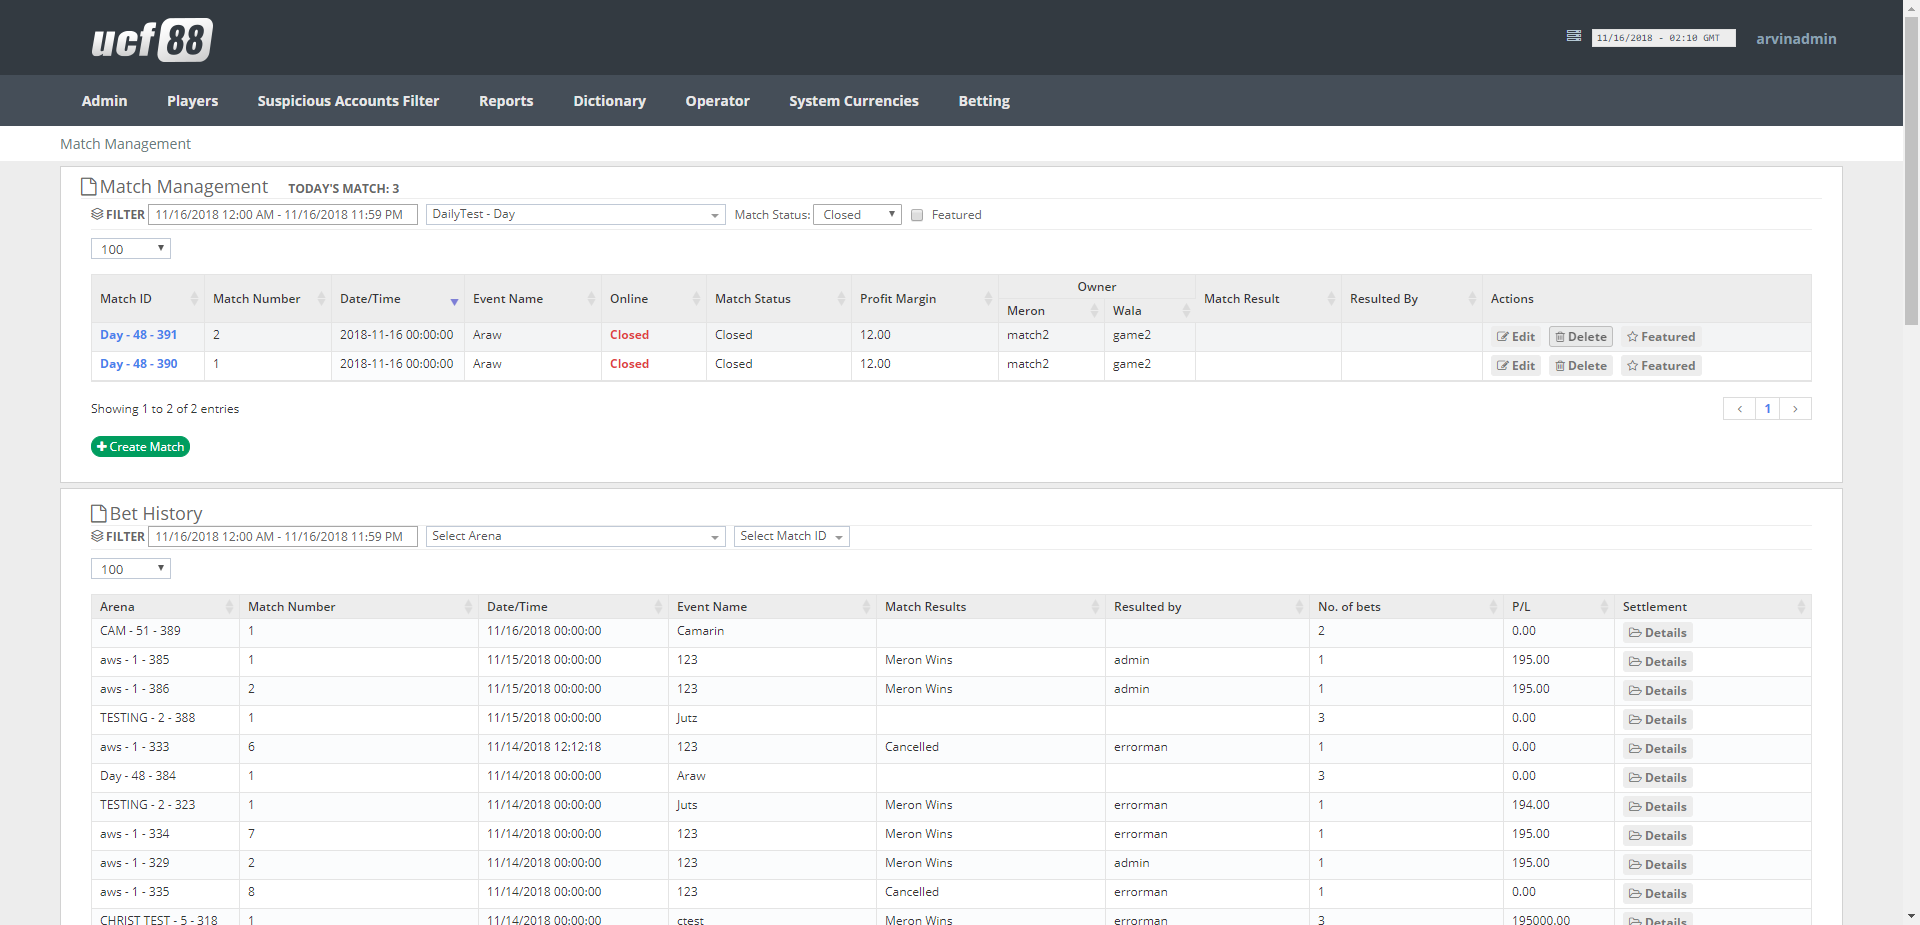 ucf 88
11/16/2018 - 02:10 GMT arvinadmin
Admin Players Suspicious Accounts Filter Reports Dictionary Operator System Currencies Betting
Match Management
Match Management TODAY'S MATCH: 3
FILTER 11/16/2018 12:00 AM - 11/16/2018 11:59 PM DailyTest - Day Match Status: Closed Featured
100
Owner
Match ID Match Number Date/Time Event Name Online Match Status Profit Margin Match Result Resulted By Actions
Meron Wala
Day - 48 - 391 2 2018-11-16 00:00:00 Araw Closed Closed 12.00 match2 game2 Edit Delete Featured
Day - 48 - 390 1 2018-11-16 00:00:00 Araw Closed Closed 12.00 match2 game2 Edit Delete Featured
Showing 1 to 2 of 2 entries ‹ 1 ›
+ Create Match
Bet History
FILTER 11/16/2018 12:00 AM - 11/16/2018 11:59 PM Select Arena Select Match ID
100
Arena Match Number Date/Time Event Name Match Results Resulted by No. of bets P/L Settlement
CAM - 51 - 389 1 11/16/2018 00:00:00 Camarin 2 0.00 Details
aws - 1 - 385 1 11/15/2018 00:00:00 123 Meron Wins admin 1 195.00 Details
aws - 1 - 386 2 11/15/2018 00:00:00 123 Meron Wins admin 1 195.00 Details
TESTING - 2 - 388 1 11/15/2018 00:00:00 Jutz 3 0.00 Details
aws - 1 - 333 6 11/14/2018 12:12:18 123 Cancelled errorman 1 0.00 Details
Day - 48 - 384 1 11/14/2018 00:00:00 Araw 3 0.00 Details
TESTING - 2 - 323 1 11/14/2018 00:00:00 Juts Meron Wins errorman 1 194.00 Details
aws - 1 - 334 7 11/14/2018 00:00:00 123 Meron Wins errorman 1 195.00 Details
aws - 1 - 329 2 11/14/2018 00:00:00 123 Meron Wins admin 1 195.00 Details
aws - 1 - 335 8 11/14/2018 00:00:00 123 Cancelled errorman 1 0.00 Details
CHRIST TEST - 5 - 318 1 11/14/2018 00:00:00 ctest Meron Wins errorman 3 195000.00 Details